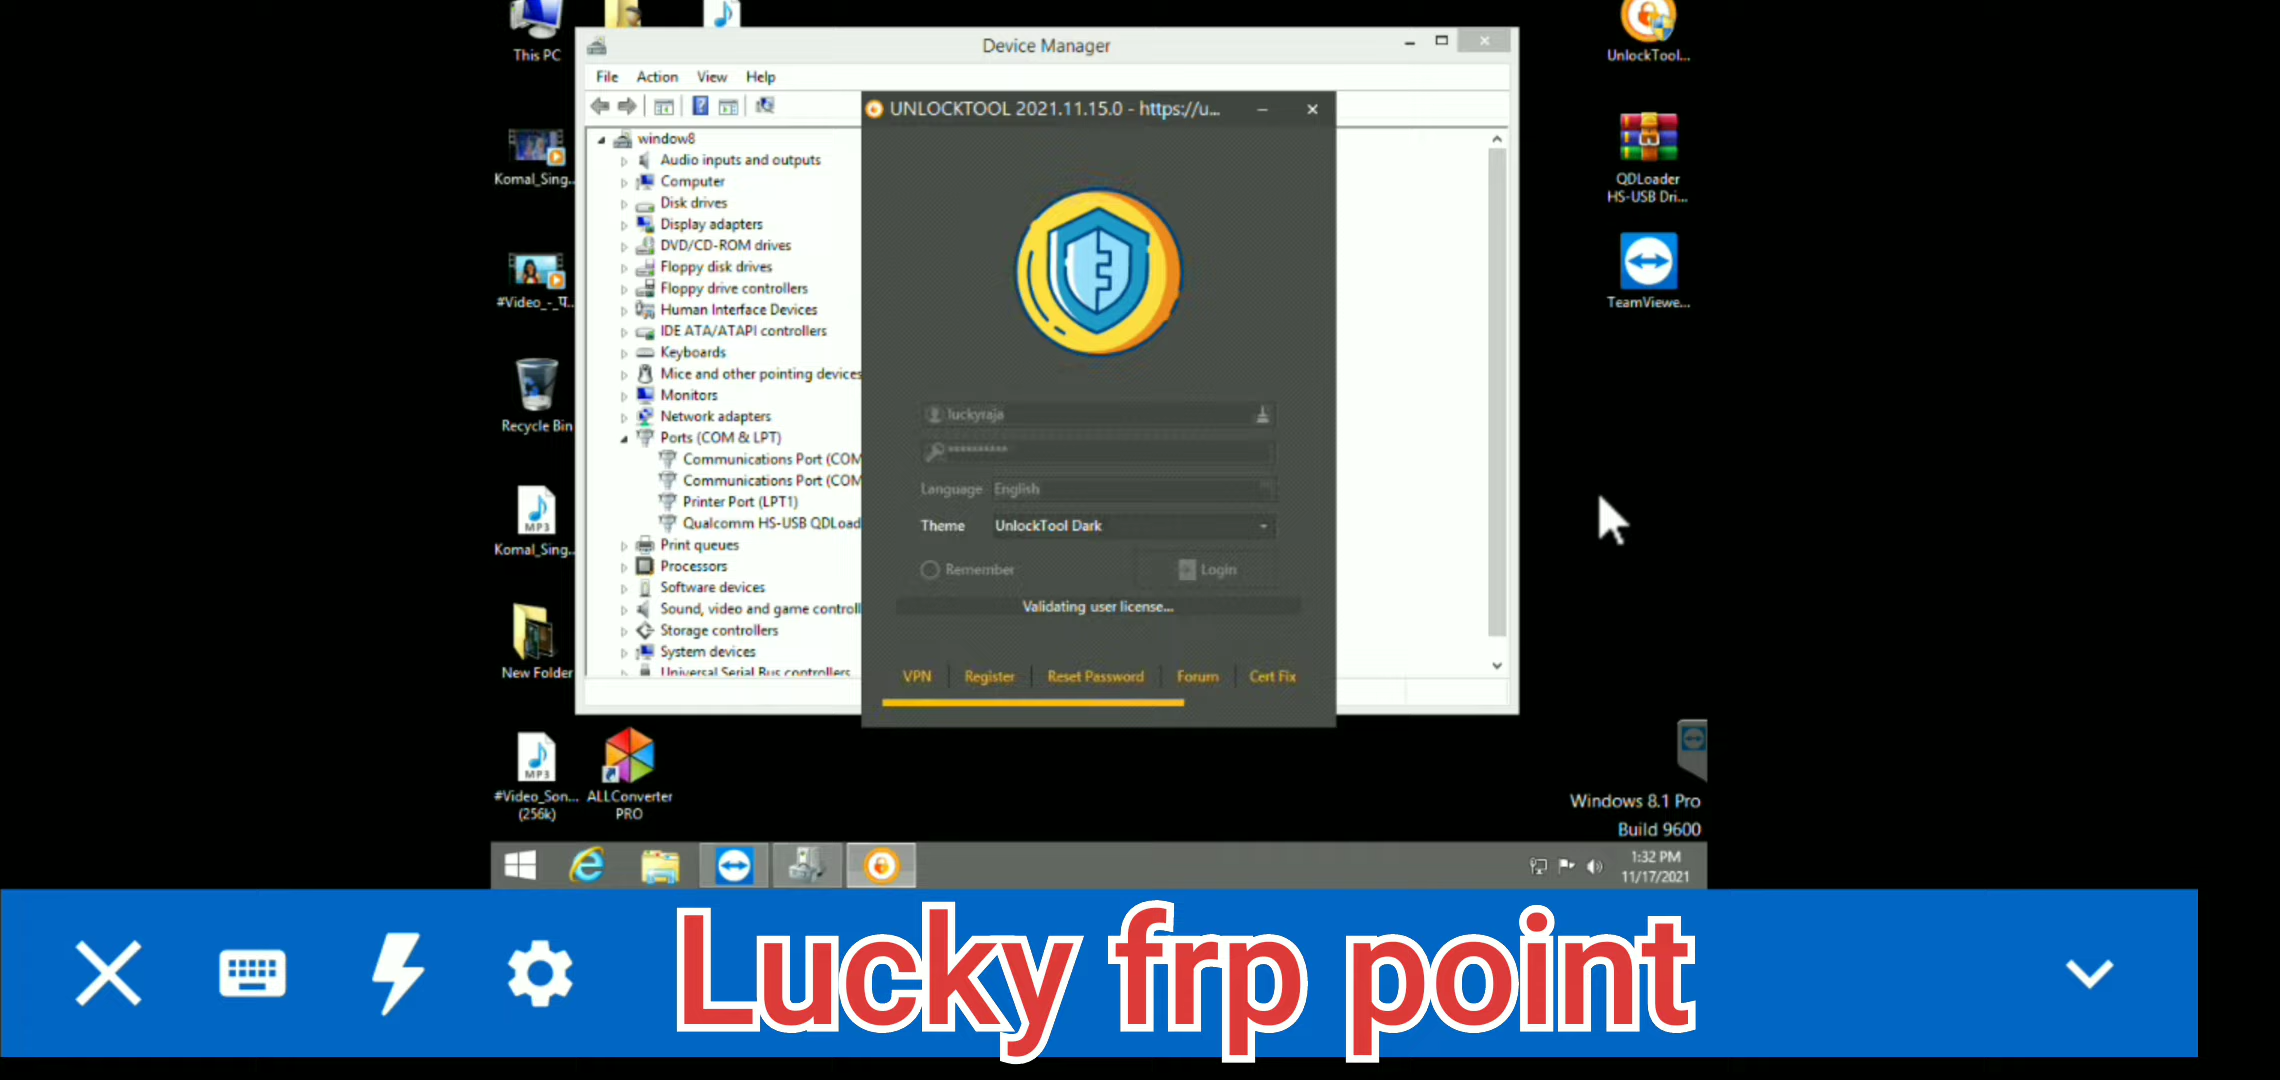 This PC
UnlockTool...
Device Manager
File Action View Help
UNLOCKTOOL 2021.11.15.0 - https://u...
window8
Audio inputs and outputs
Computer
Disk drives
Display adapters
DVD/CD-ROM drives
Floppy disk drives
Floppy drive controllers
Human Interface Devices
IDE ATA/ATAPI controllers
Keyboards
Mice and other pointing devices
Monitors
Network adapters
Ports (COM & LPT)
Communications Port (COM
Communications Port (COM
Printer Port (LPT1)
Qualcomm HS-USB QDLoad
Print queues
Processors
Software devices
Sound, video and game controll
Storage controllers
System devices
Universal Serial Bus controllers
luckyraja
**********
Language English
Theme UnlockTool Dark
Remember Login
Validating user license...
VPN Register Reset Password Forum Cert Fix
Komal_Sing...
#Video_-_प...
Recycle Bin
MP3
Komal_Sing...
New Folder
MP3
#Video_Son...
(256k)
ALLConverter
PRO
QDLoader
HS-USB Dri...
TeamViewe...
Windows 8.1 Pro
Build 9600
1:32 PM
11/17/2021
Lucky frp point